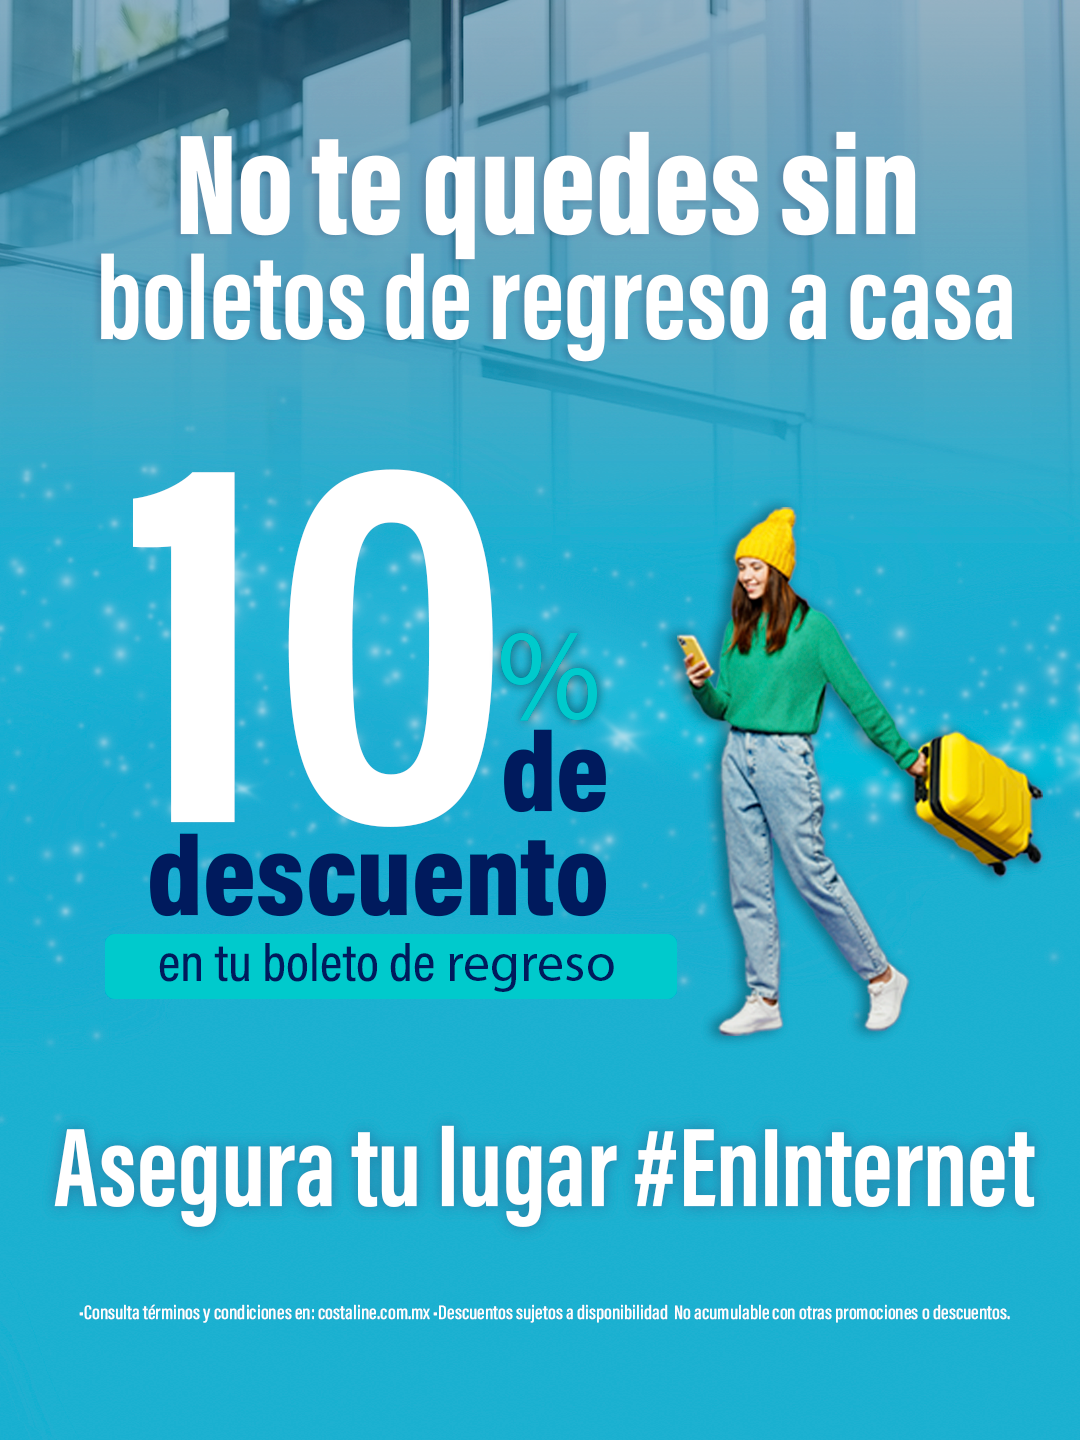 No te quedes sin
boletos de regreso a casa
10%
de
descuento
en tu boleto de regreso
Asegura tu lugar #EnInternet
•Consulta términos y condiciones en: costaline.com.mx •Descuentos sujetos a disponibilidad No acumulable con otras promociones o descuentos.